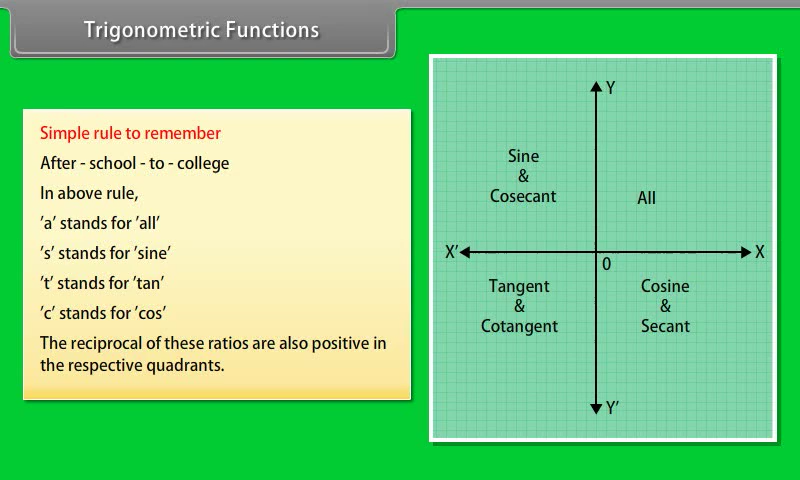 Trigonometric Functions
Simple rule to remember
After - school - to - college
In above rule,
'a' stands for 'all'
's' stands for 'sine'
't' stands for 'tan'
'c' stands for 'cos'
The reciprocal of these ratios are also positive in
the respective quadrants.
Y
Sine
&
Cosecant
All
X'
X
0
Tangent
&
Cotangent
Cosine
&
Secant
Y'